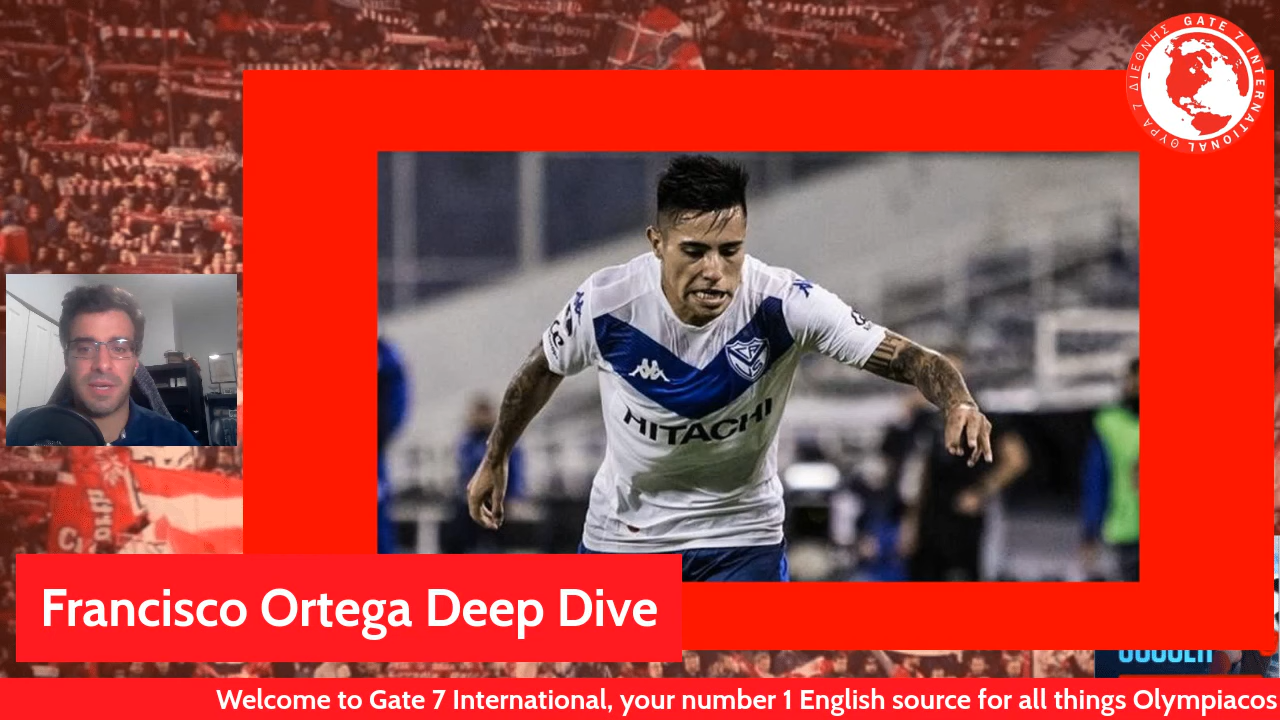 GATE 7 INTERNATIONAL
ΘΥΡΑ 7 ΔΙΕΘΝΗΣ
HITACHI
Francisco Ortega Deep Dive
Welcome to Gate 7 International, your number 1 English source for all things Olympiacos